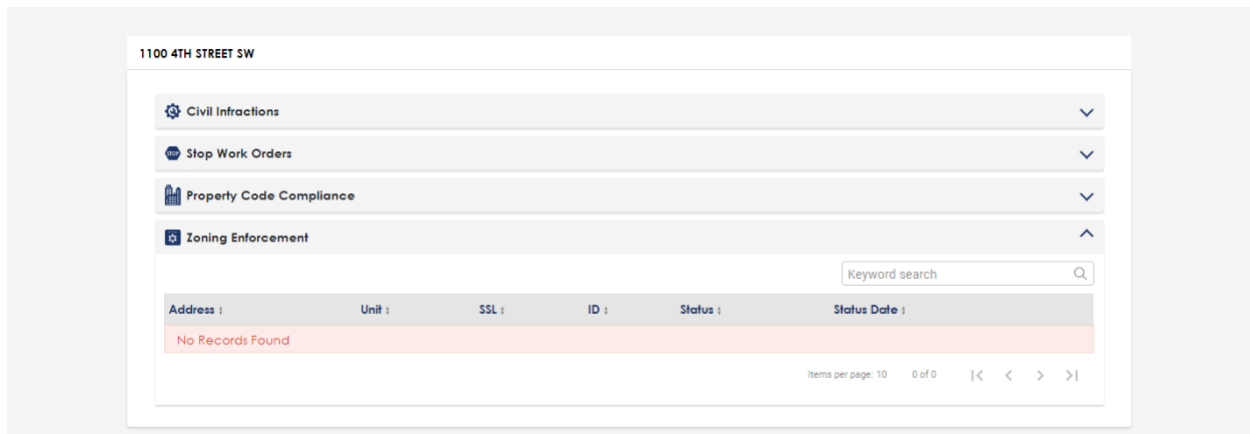 1100 4TH STREET SW
Civil Infractions
STOP Stop Work Orders
Property Code Compliance
Zoning Enforcement
Keyword search
Address Unit SSL ID Status Status Date
No Records Found
Items per page: 10 0 of 0